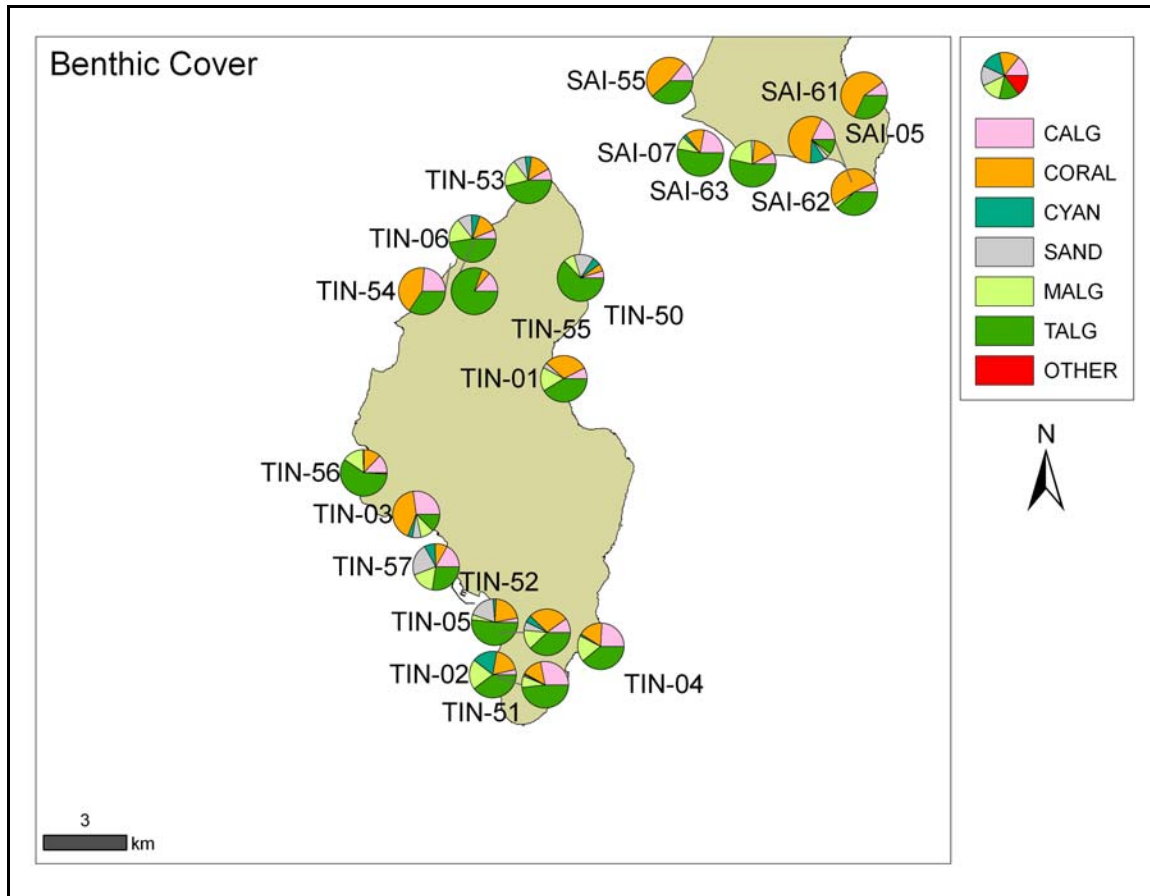 Benthic Cover
SAI-55
SAI-61
SAI-05
SAI-07
SAI-63
SAI-62
TIN-53
TIN-06
TIN-54
TIN-55
TIN-50
TIN-01
TIN-56
TIN-03
TIN-57
TIN-52
TIN-05
TIN-02
TIN-51
TIN-04
3
km
CALG
CORAL
CYAN
SAND
MALG
TALG
OTHER
N